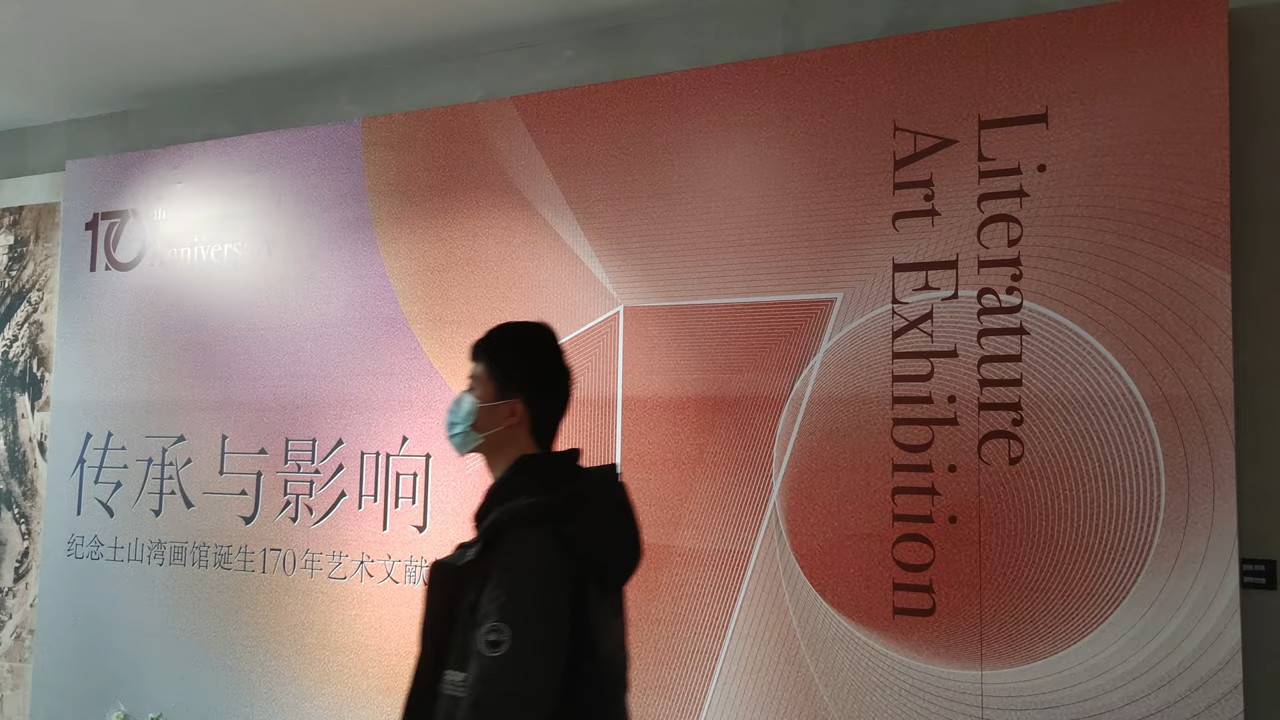 170
th
Anniversary
传承与影响
纪念土山湾画馆诞生170年艺术文献
Literature
Art Exhibition